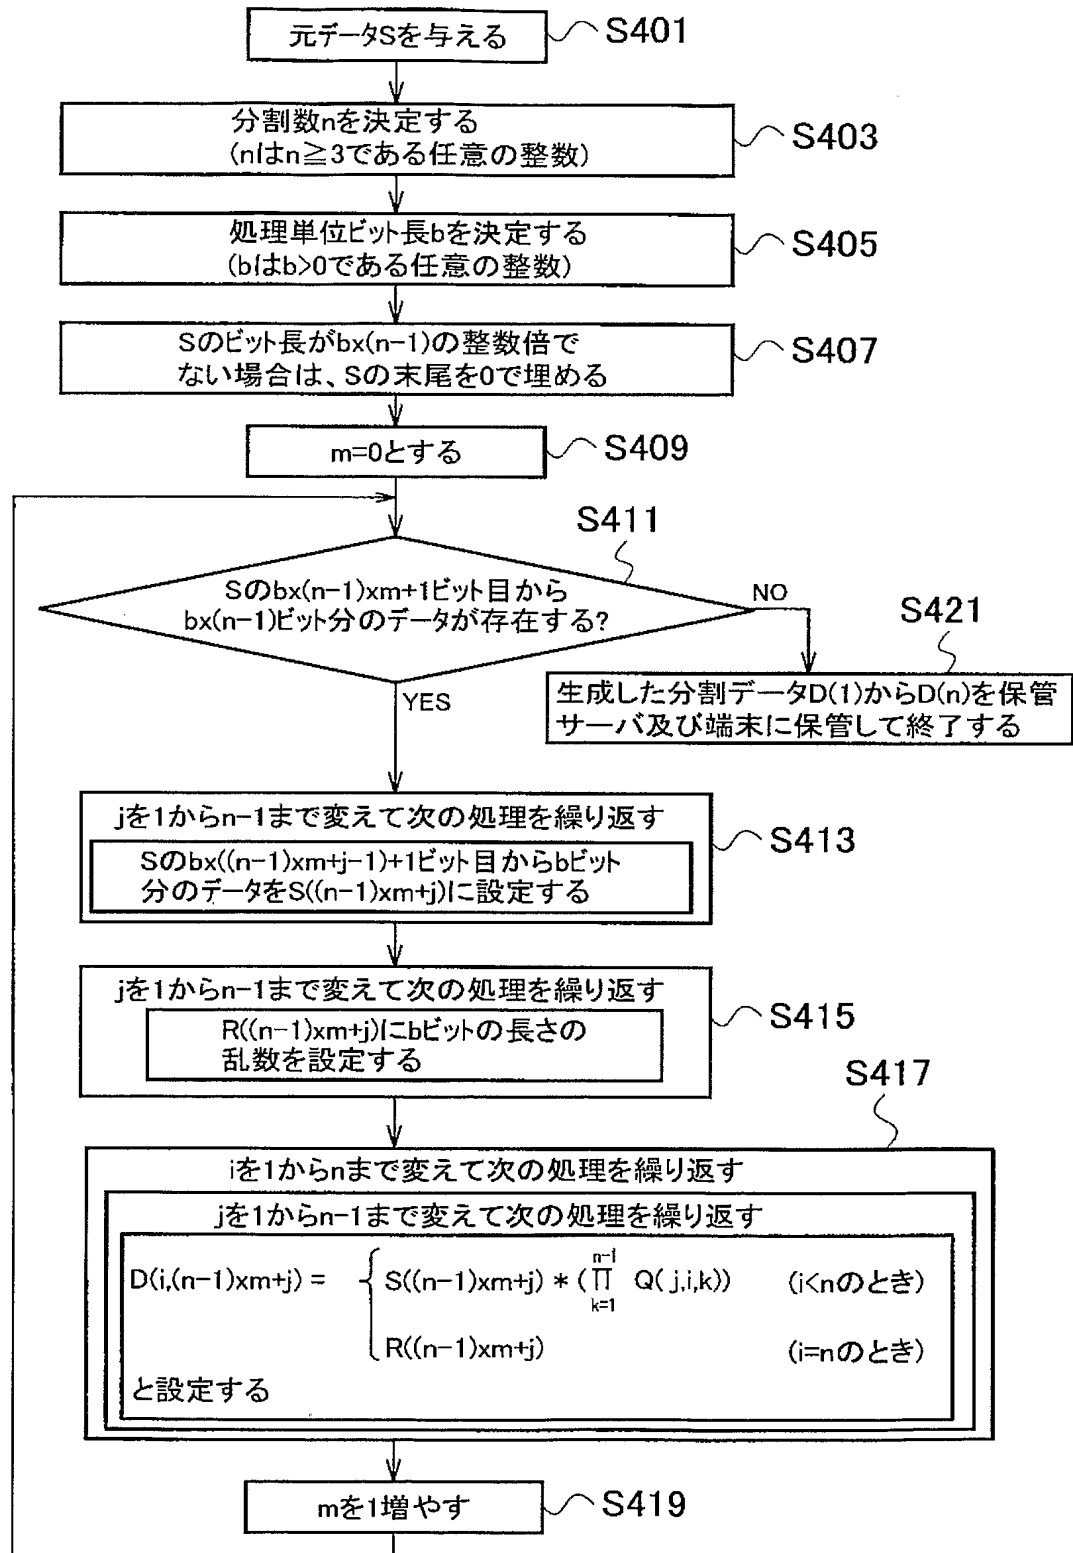 元データSを与える
S401
分割数nを決定する
(nはn≧3である任意の整数)
S403
処理単位ビット長bを決定する
(bはb>0である任意の整数)
S405
Sのビット長がbx(n-1)の整数倍で
ない場合は、Sの末尾を0で埋める
S407
m=0とする
S409
S411
Sのbx(n-1)xm+1ビット目から
bx(n-1)ビット分のデータが存在する?
NO
YES
S421
生成した分割データD(1)からD(n)を保管
サーバ及び端末に保管して終了する
jを1からn-1まで変えて次の処理を繰り返す
Sのbx((n-1)xm+j-1)+1ビット目からbビット
分のデータをS((n-1)xm+j)に設定する
S413
jを1からn-1まで変えて次の処理を繰り返す
R((n-1)xm+j)にbビットの長さの
乱数を設定する
S415
S417
iを1からnまで変えて次の処理を繰り返す
jを1からn-1まで変えて次の処理を繰り返す
D(i,(n-1)xm+j) = { S((n-1)xm+j) * (∏ n-1 k=1 Q( j,i,k)) (i<nのとき)
R((n-1)xm+j) (i=nのとき)
と設定する
mを1増やす
S419